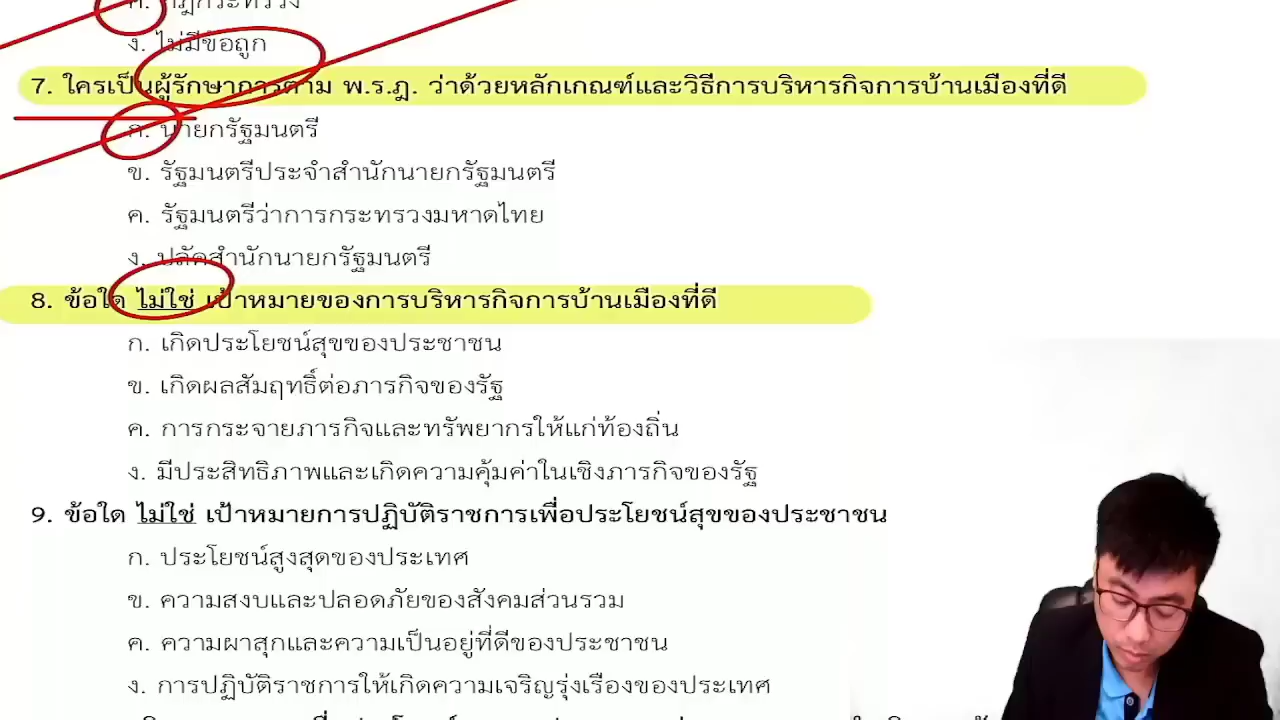 ค. กฎกระทรวง
ง. ไม่มีข้อถูก
7. ใครเป็นผู้รักษาการตาม พ.ร.ฎ. ว่าด้วยหลักเกณฑ์และวิธีการบริหารกิจการบ้านเมืองที่ดี
ก. นายกรัฐมนตรี
ข. รัฐมนตรีประจำสำนักนายกรัฐมนตรี
ค. รัฐมนตรีว่าการกระทรวงมหาดไทย
ง. ปลัดสำนักนายกรัฐมนตรี
8. ข้อใด ไม่ใช่ เป้าหมายของการบริหารกิจการบ้านเมืองที่ดี
ก. เกิดประโยชน์สุขของประชาชน
ข. เกิดผลสัมฤทธิ์ต่อภารกิจของรัฐ
ค. การกระจายภารกิจและทรัพยากรให้แก่ท้องถิ่น
ง. มีประสิทธิภาพและเกิดความคุ้มค่าในเชิงภารกิจของรัฐ
9. ข้อใด ไม่ใช่ เป้าหมายการปฏิบัติราชการเพื่อประโยชน์สุขของประชาชน
ก. ประโยชน์สูงสุดของประเทศ
ข. ความสงบและปลอดภัยของสังคมส่วนรวม
ค. ความผาสุกและความเป็นอยู่ที่ดีของประชาชน
ง. การปฏิบัติราชการให้เกิดความเจริญรุ่งเรืองของประเทศ